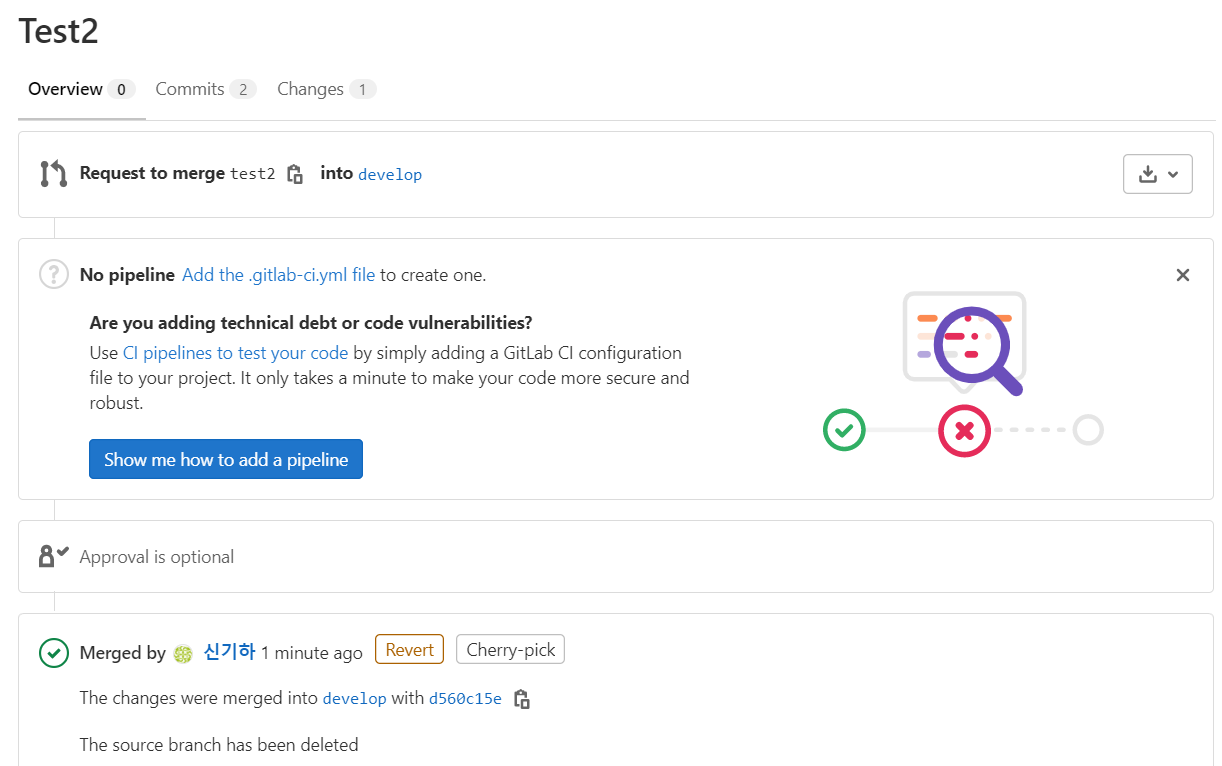 Test2
Overview 0 Commits 2 Changes 1
Request to merge test2 into develop
No pipeline Add the .gitlab-ci.yml file to create one.
Are you adding technical debt or code vulnerabilities?
Use CI pipelines to test your code by simply adding a GitLab CI configuration
file to your project. It only takes a minute to make your code more secure and
robust.
Show me how to add a pipeline
Approval is optional
Merged by 신기하 1 minute ago Revert Cherry-pick
The changes were merged into develop with d560c15e
The source branch has been deleted